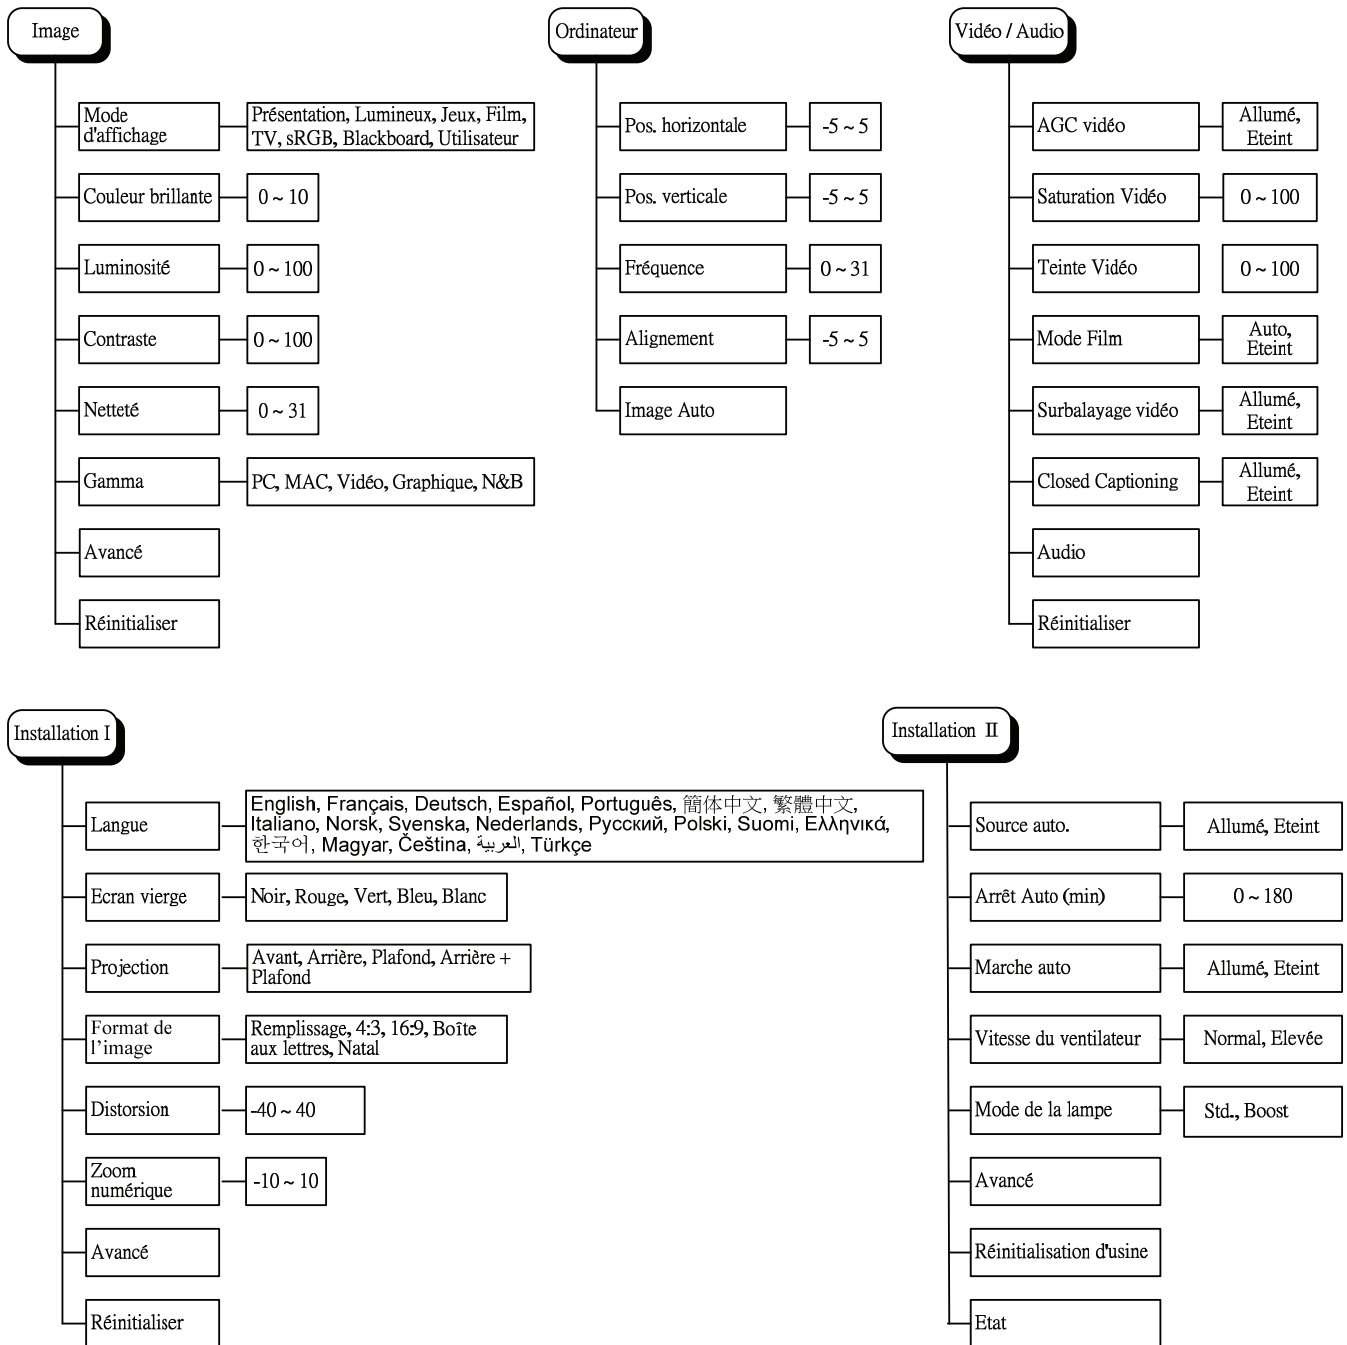 Image
Mode
d'affichage
Présentation, Lumineux, Jeux, Film,
TV, sRGB, Blackboard, Utilisateur
Couleur brillante
0 ~ 10
Luminosité
0 ~ 100
Contraste
0 ~ 100
Netteté
0 ~ 31
Gamma
PC, MAC, Vidéo, Graphique, N&B
Avancé
Réinitialiser
Ordinateur
Pos. horizontale
-5 ~ 5
Pos. verticale
-5 ~ 5
Fréquence
0 ~ 31
Alignement
-5 ~ 5
Image Auto
Vidéo / Audio
AGC vidéo
Allumé,
Eteint
Saturation Vidéo
0 ~ 100
Teinte Vidéo
0 ~ 100
Mode Film
Auto,
Eteint
Surbalayage vidéo
Allumé,
Eteint
Closed Captioning
Allumé,
Eteint
Audio
Réinitialiser
Installation I
Langue
English, Français, Deutsch, Español, Português, 簡体中文, 繁體中文,
Italiano, Norsk, Svenska, Nederlands, Русский, Polski, Suomi, Ελληνικά,
한국어, Magyar, Čeština, العربية, Türkçe
Ecran vierge
Noir, Rouge, Vert, Bleu, Blanc
Projection
Avant, Arrière, Plafond, Arrière +
Plafond
Format de
l’image
Remplissage, 4:3, 16:9, Boîte
aux lettres, Natal
Distorsion
-40 ~ 40
Zoom
numérique
-10 ~ 10
Avancé
Réinitialiser
Installation II
Source auto.
Allumé, Eteint
Arrêt Auto (min)
0 ~ 180
Marche auto
Allumé, Eteint
Vitesse du ventilateur
Normal, Elevée
Mode de la lampe
Std., Boost
Avancé
Réinitialisation d'usine
Etat